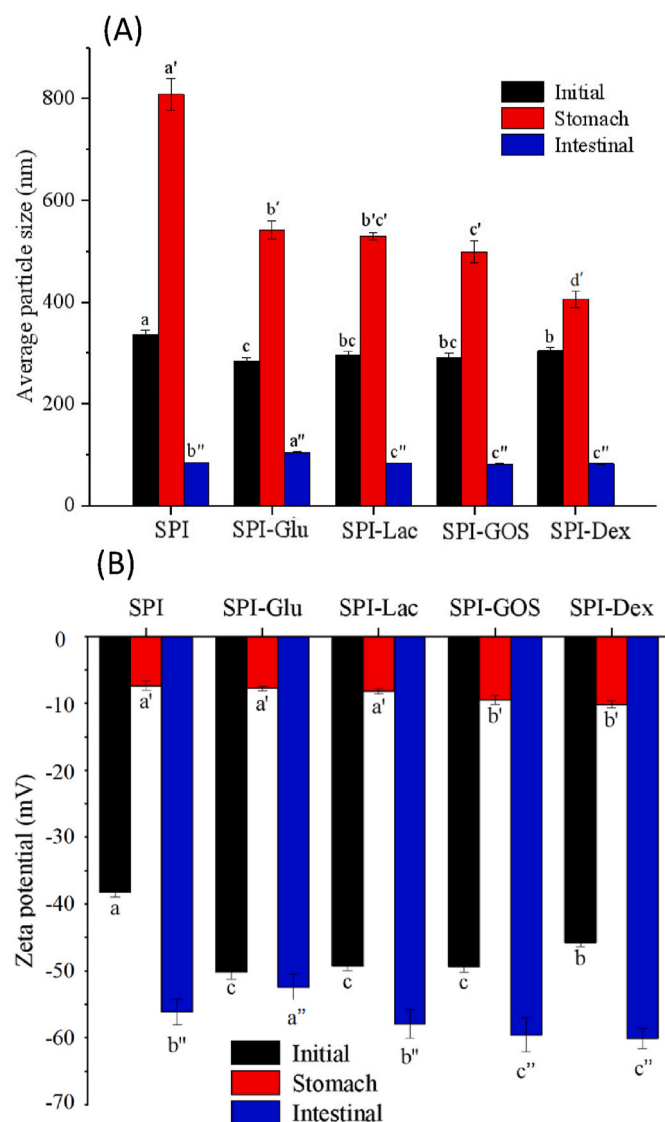 (A)
Average particle size (nm)
800
600
400
200
0
Initial
Stomach
Intestinal
a'
b'
b'c'
c'
d'
a
c
bc
bc
b
b"
a"
c"
c"
c"
SPI
SPI-Glu
SPI-Lac
SPI-GOS
SPI-Dex
(B)
SPI
SPI-Glu
SPI-Lac
SPI-GOS
SPI-Dex
Zeta potential (mV)
0
-10
-20
-30
-40
-50
-60
-70
a'
a'
a'
b'
b'
a
c
c
c
b
b"
a"
b"
c"
c"
Initial
Stomach
Intestinal